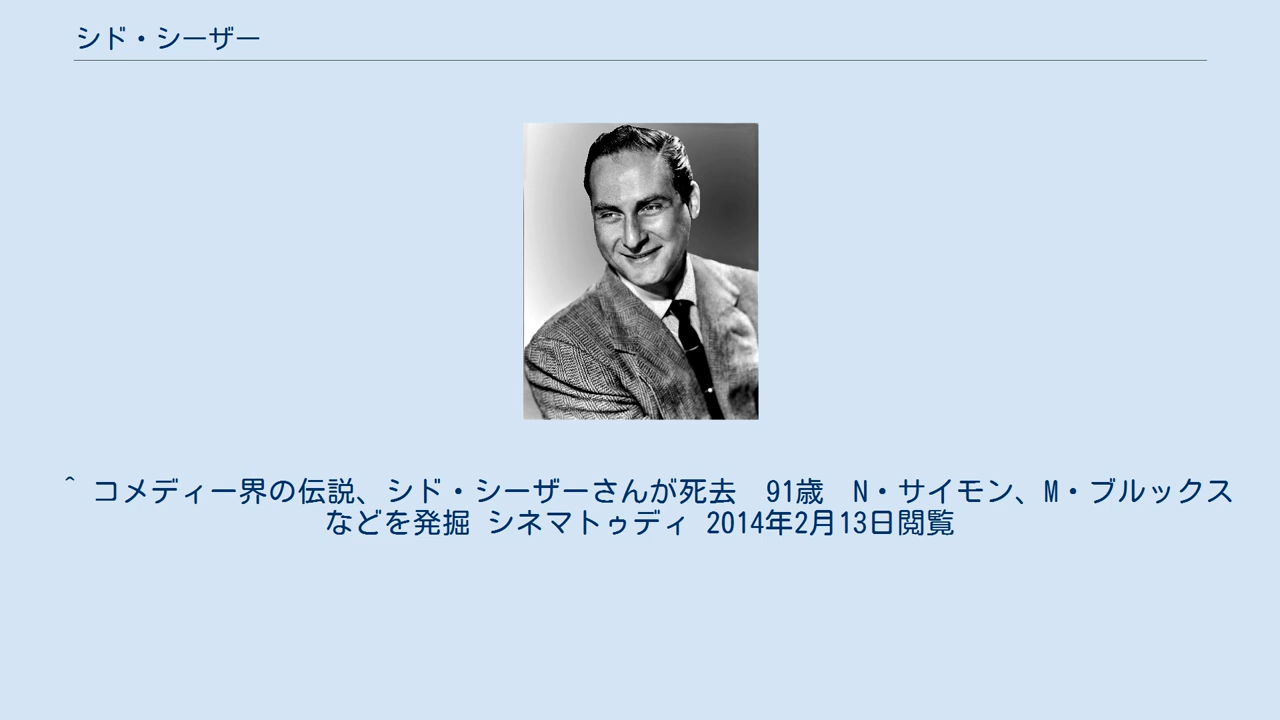 シド・シーザー
^ コメディー界の伝説、シド・シーザーさんが死去　91歳　N・サイモン、M・ブルックス
などを発掘 シネマトゥディ 2014年2月13日閲覧